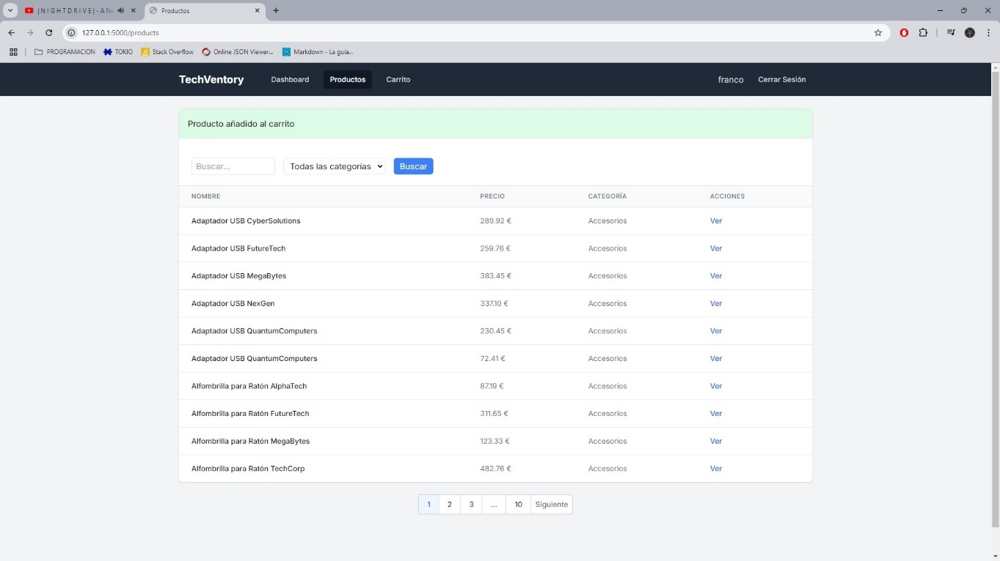 |NIGHTDRIVE|-AN
Productos
127.0.0.1:5000/products
PROGRAMACION TOKIO Stack Overflow Online JSON Viewer... Markdown - La guía...
TechVentory Dashboard Productos Carrito franco Cerrar Sesión
Producto añadido al carrito
Buscar... Todas las categorías Buscar
NOMBRE PRECIO CATEGORÍA ACCIONES
Adaptador USB CyberSolutions 289.92 € Accesorios Ver
Adaptador USB FutureTech 259.76 € Accesorios Ver
Adaptador USB MegaBytes 383.45 € Accesorios Ver
Adaptador USB NexGen 337.10 € Accesorios Ver
Adaptador USB QuantumComputers 230.45 € Accesorios Ver
Adaptador USB QuantumComputers 72.41 € Accesorios Ver
Alfombrilla para Ratón AlphaTech 87.19 € Accesorios Ver
Alfombrilla para Ratón FutureTech 311.65 € Accesorios Ver
Alfombrilla para Ratón MegaBytes 123.33 € Accesorios Ver
Alfombrilla para Ratón TechCorp 482.76 € Accesorios Ver
1 2 3 ... 10 Siguiente